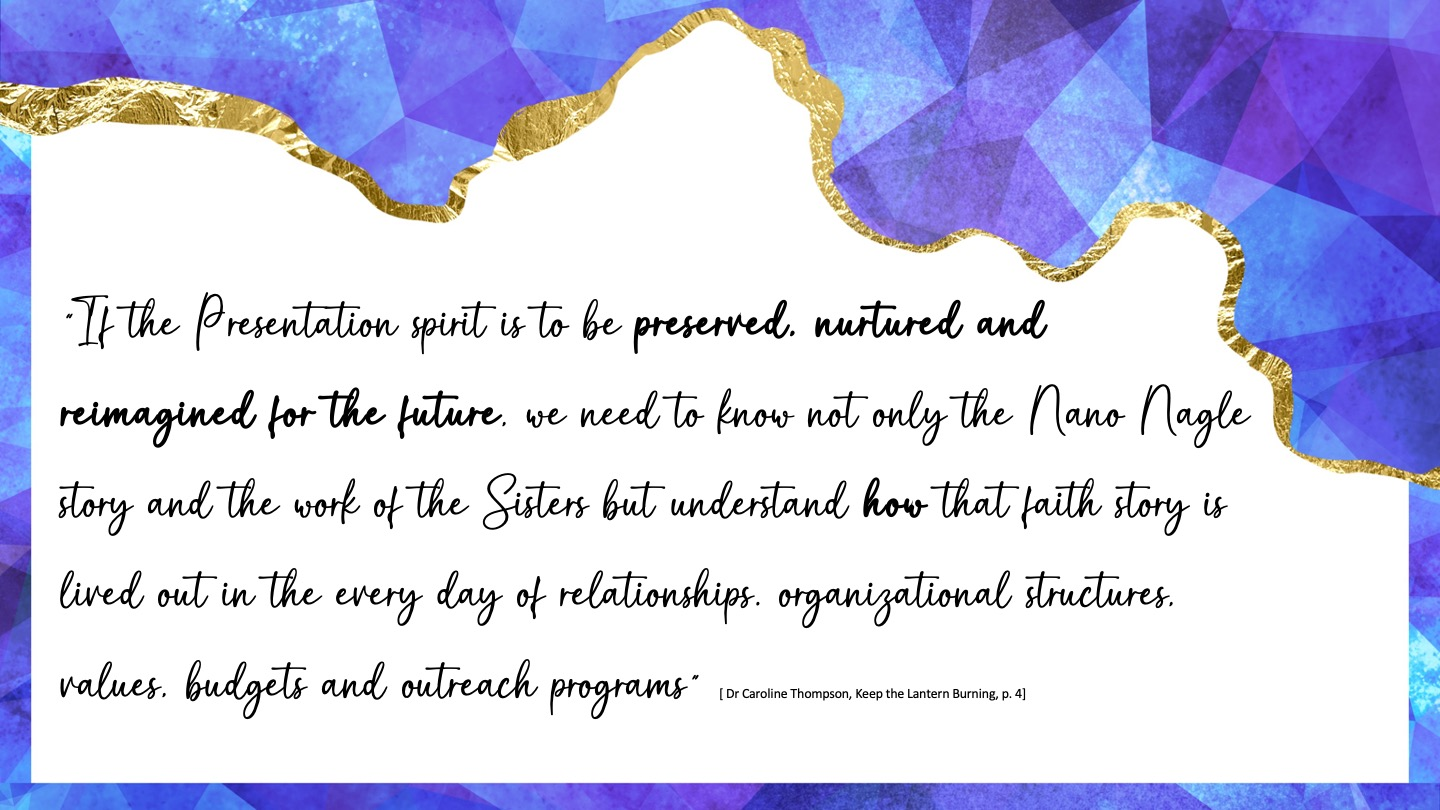 "If the Presentation spirit is to be preserved, nurtured and
reimagined for the future, we need to know not only the Nano Nagle
story and the work of the Sisters but understand how that faith story is
lived out in the every day of relationships, organizational structures,
values, budgets and outreach programs" [ Dr Caroline Thompson, Keep the Lantern Burning, p. 4]